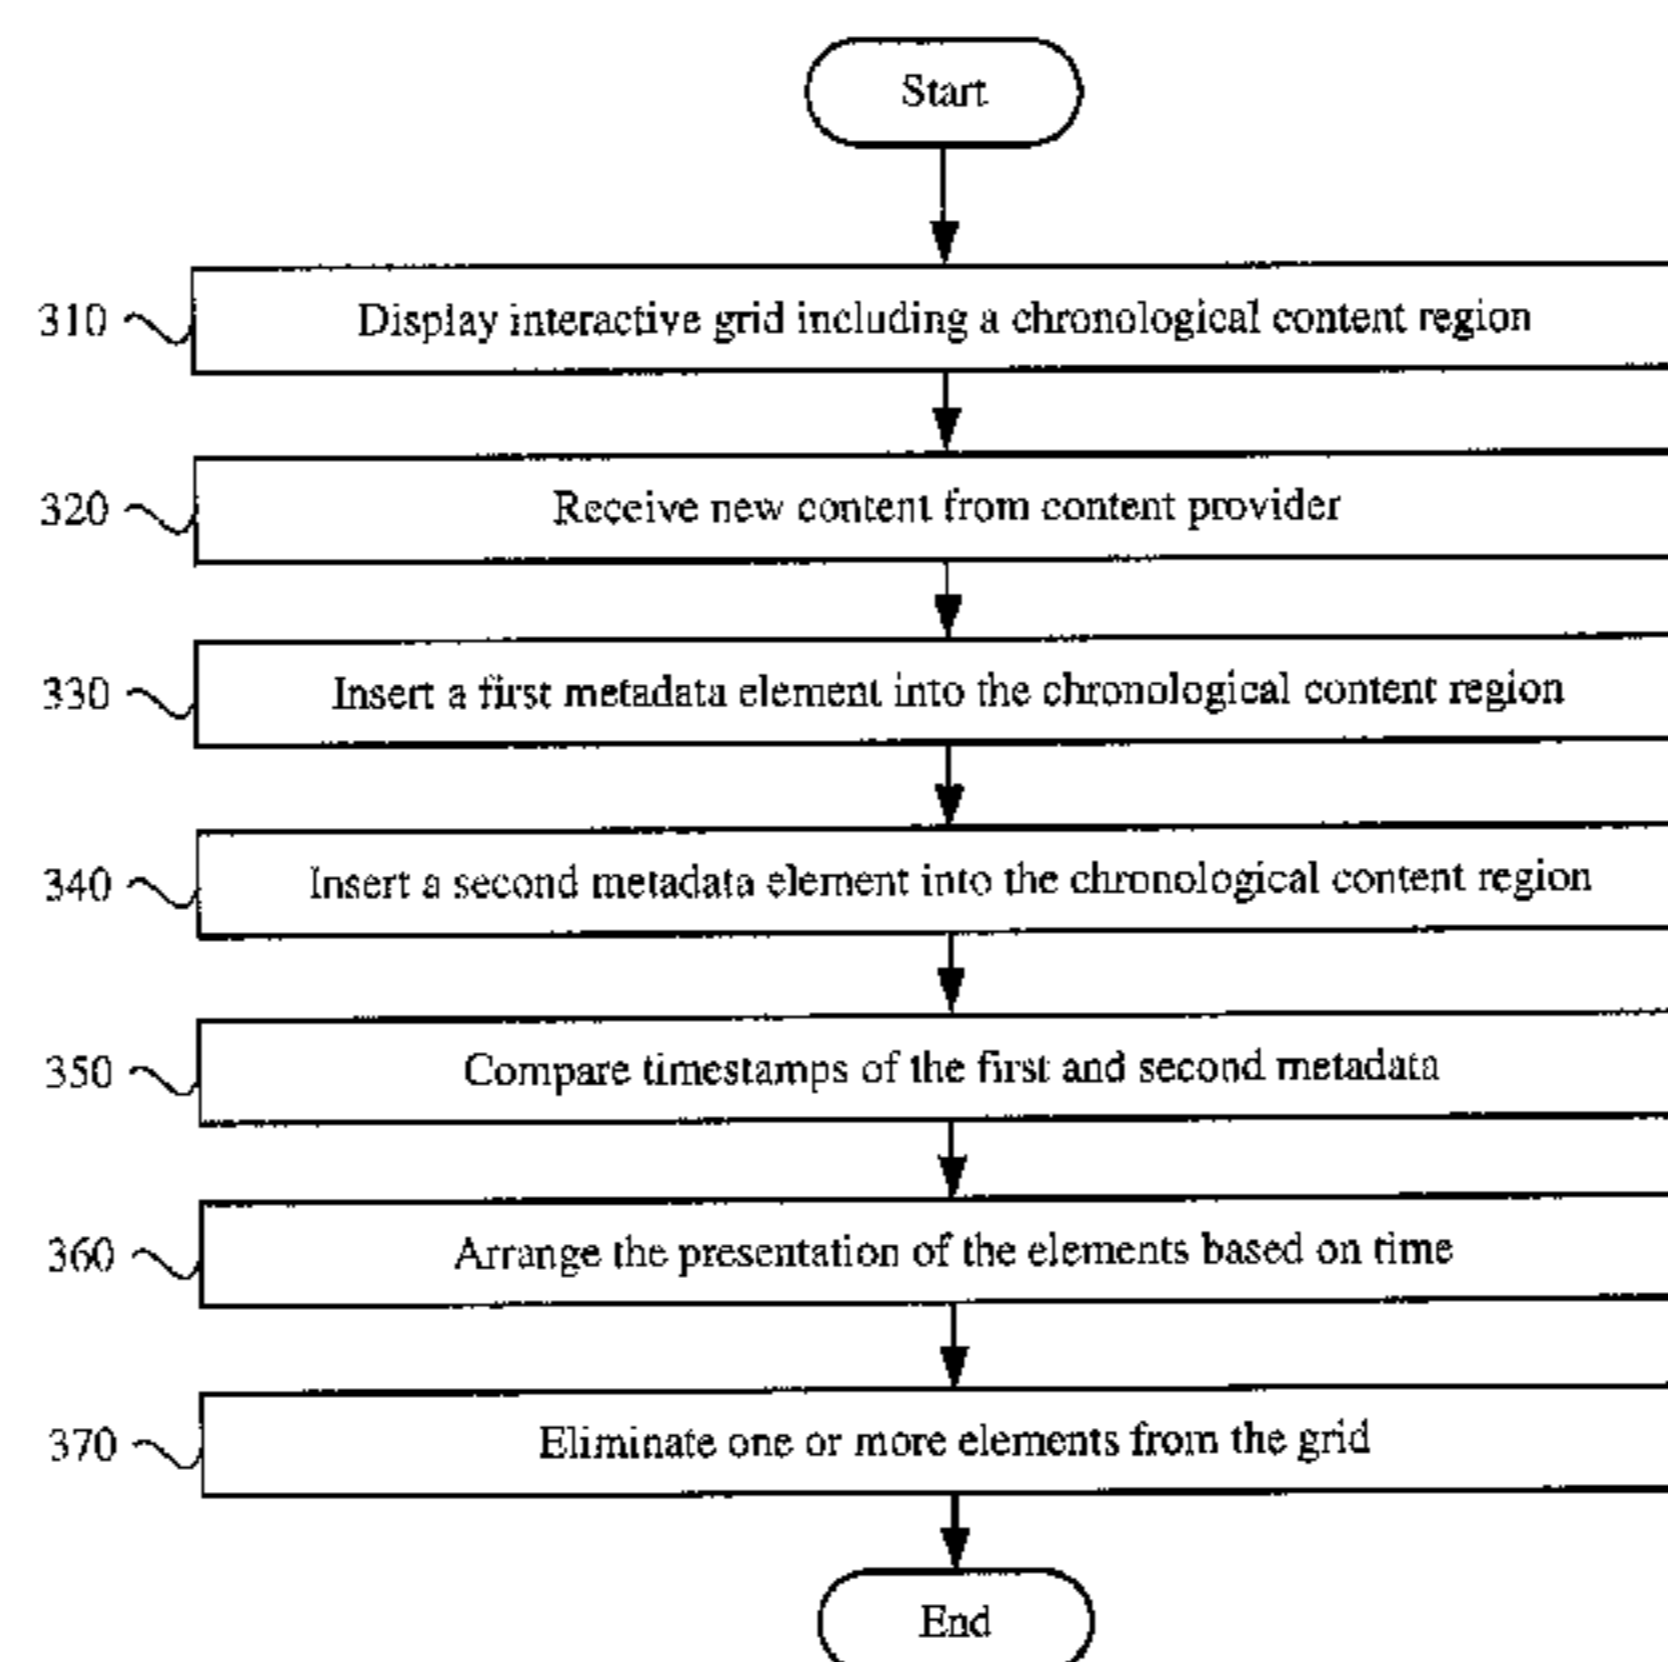 Start
310 Display interactive grid including a chronological content region
320 Receive new content from content provider
330 Insert a first metadata element into the chronological content region
340 Insert a second metadata element into the chronological content region
350 Compare timestamps of the first and second metadata
360 Arrange the presentation of the elements based on time
370 Eliminate one or more elements from the grid
End